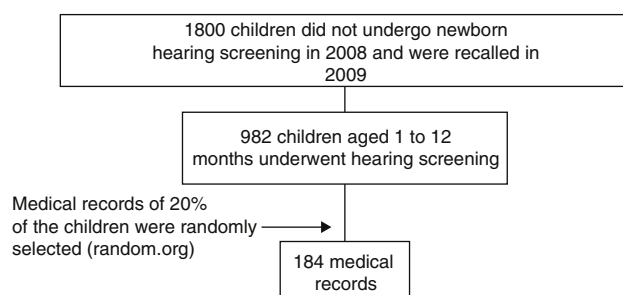 1800 children did not undergo newborn
hearing screening in 2008 and were recalled in
2009
982 children aged 1 to 12
months underwent hearing screening
Medical records of 20%
of the children were randomly
selected (random.org)
184 medical
records